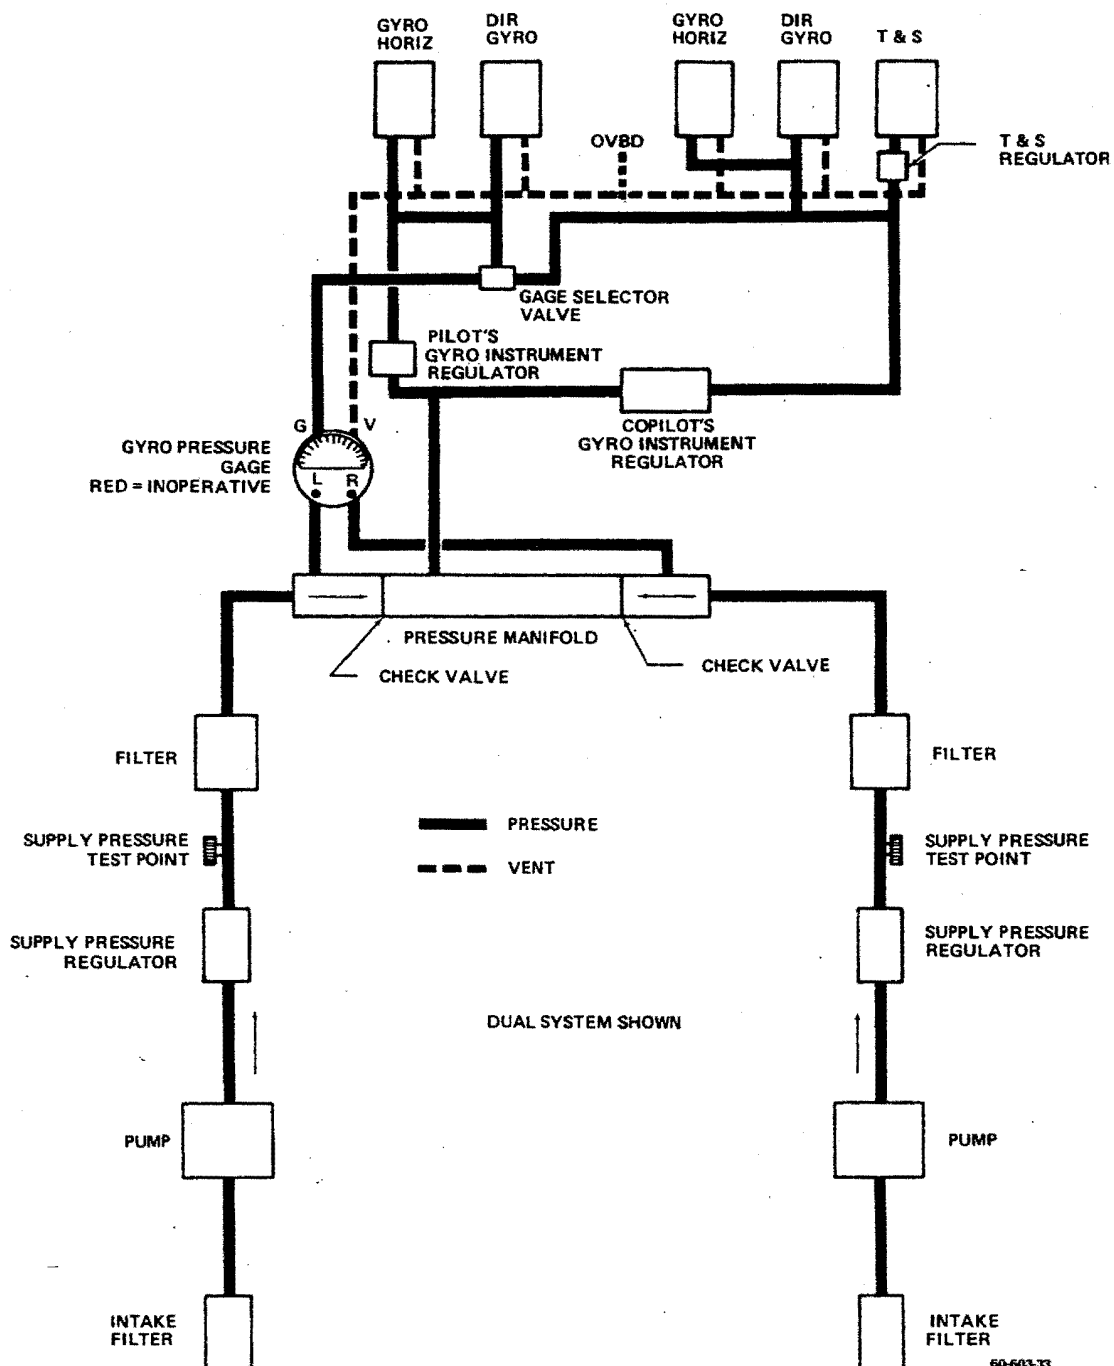 GYRO
HORIZ
DIR
GYRO
GYRO
HORIZ
DIR
GYRO
T & S
OVBD
T & S
REGULATOR
GAGE SELECTOR
VALVE
PILOT'S
GYRO INSTRUMENT
REGULATOR
COPILOT'S
GYRO INSTRUMENT
REGULATOR
G
V
GYRO PRESSURE
GAGE
RED = INOPERATIVE
L R
PRESSURE MANIFOLD
CHECK VALVE
CHECK VALVE
FILTER
FILTER
PRESSURE
VENT
SUPPLY PRESSURE
TEST POINT
SUPPLY PRESSURE
TEST POINT
SUPPLY PRESSURE
REGULATOR
SUPPLY PRESSURE
REGULATOR
DUAL SYSTEM SHOWN
PUMP
PUMP
INTAKE
FILTER
INTAKE
FILTER
60-603-33